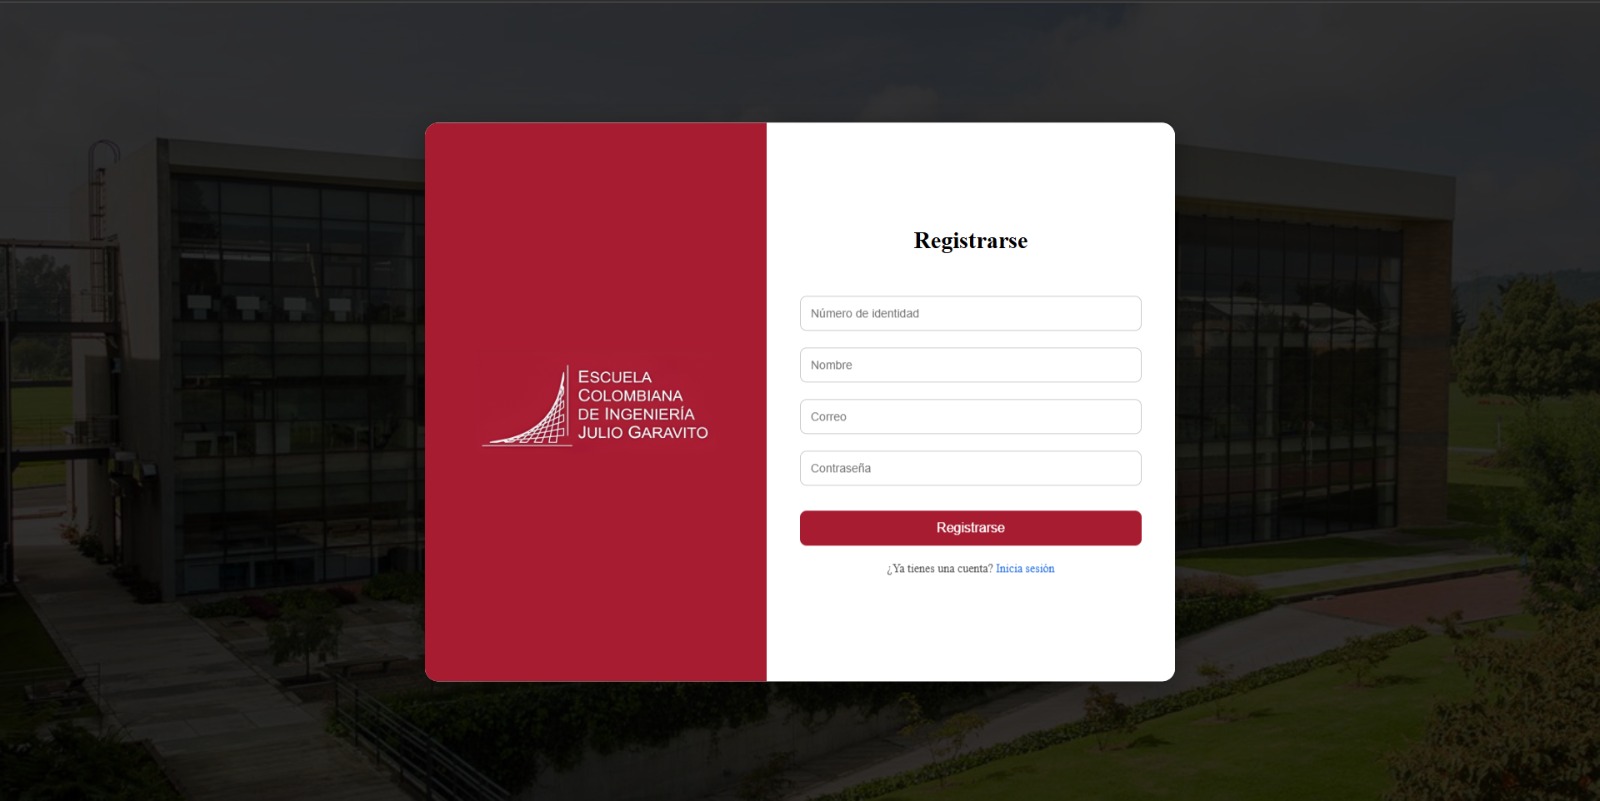 ESCUELA
COLOMBIANA
DE INGENIERÍA
JULIO GARAVITO
Registrarse
Número de identidad
Nombre
Correo
Contraseña
Registrarse
¿Ya tienes una cuenta? Inicia sesión